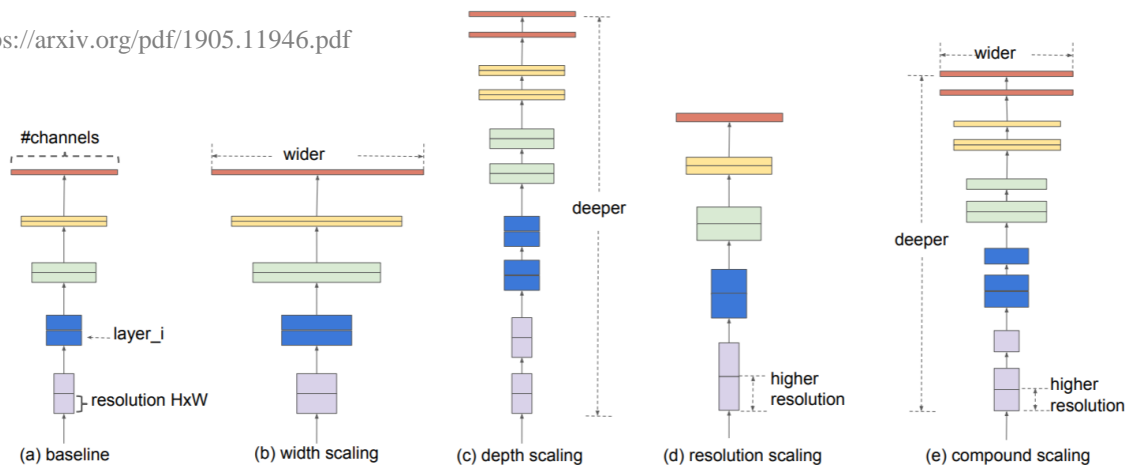 ps://arxiv.org/pdf/1905.11946.pdf
#channels
layer_i
resolution HxW
(a) baseline
wider
(b) width scaling
deeper
(c) depth scaling
higher
resolution
(d) resolution scaling
wider
deeper
higher
resolution
(e) compound scaling